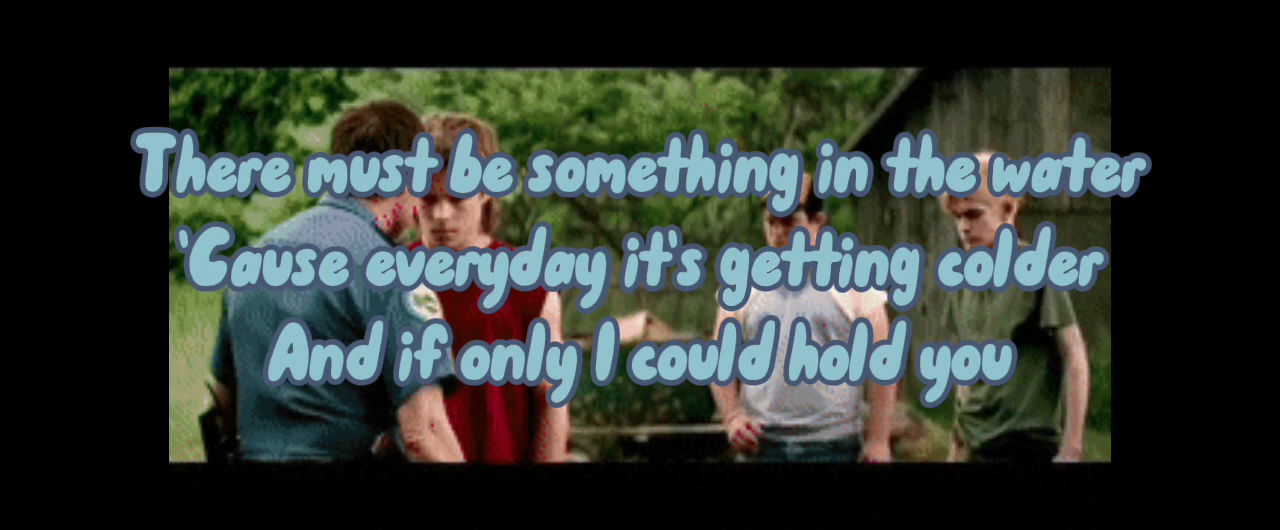 There must be something in the water
'Cause everyday it's getting colder
And if only I could hold you